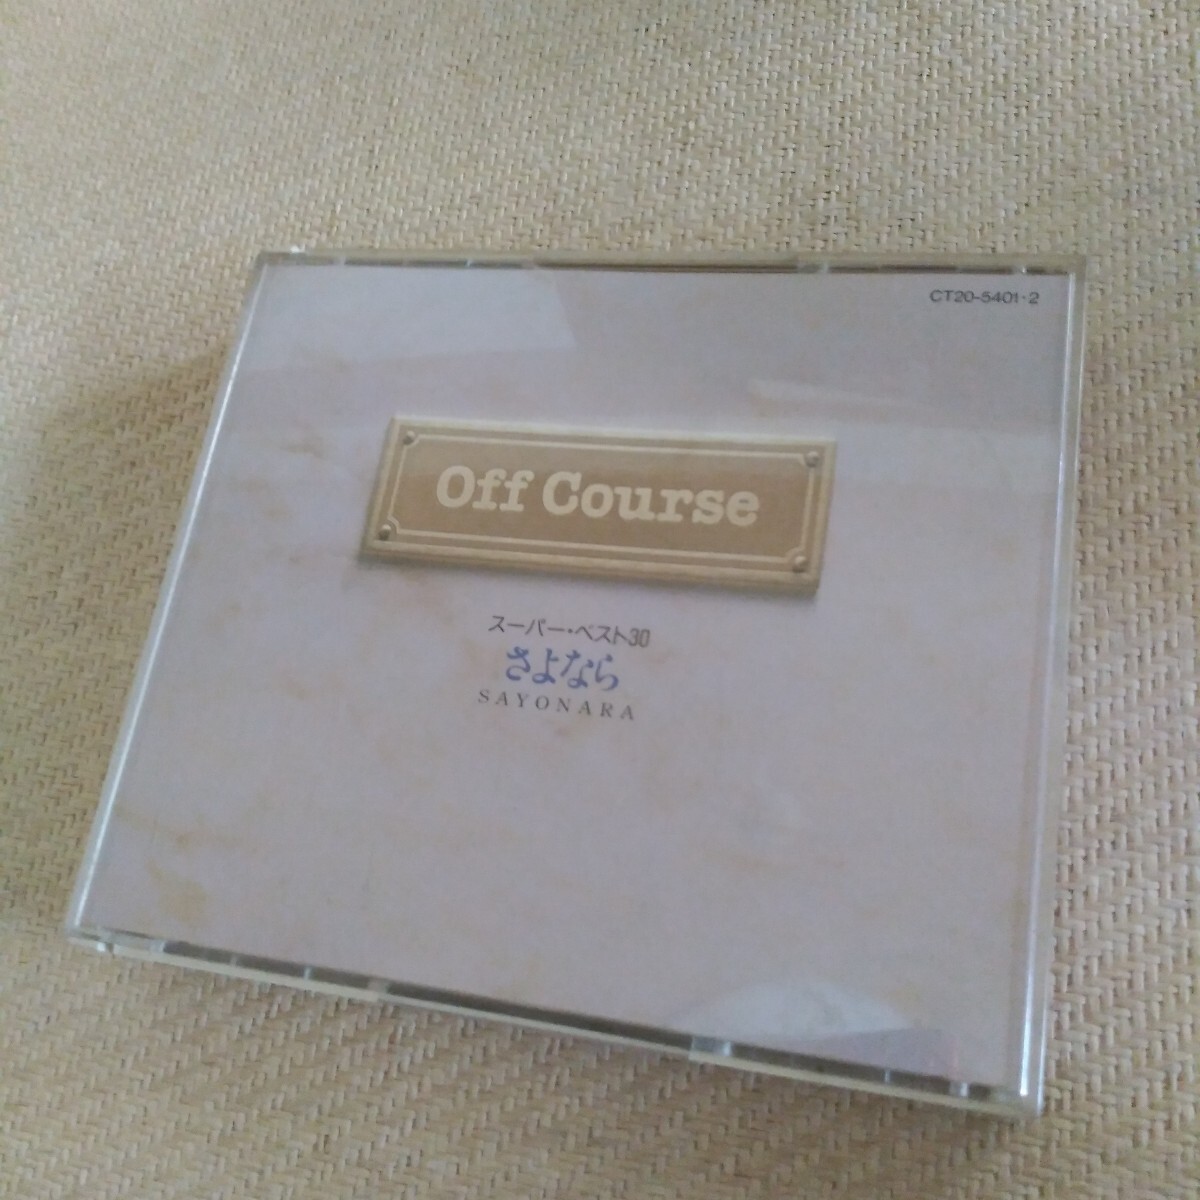 CT20-5401・2
Off Course
スーパー・ベスト30
さよなら
SAYONARA